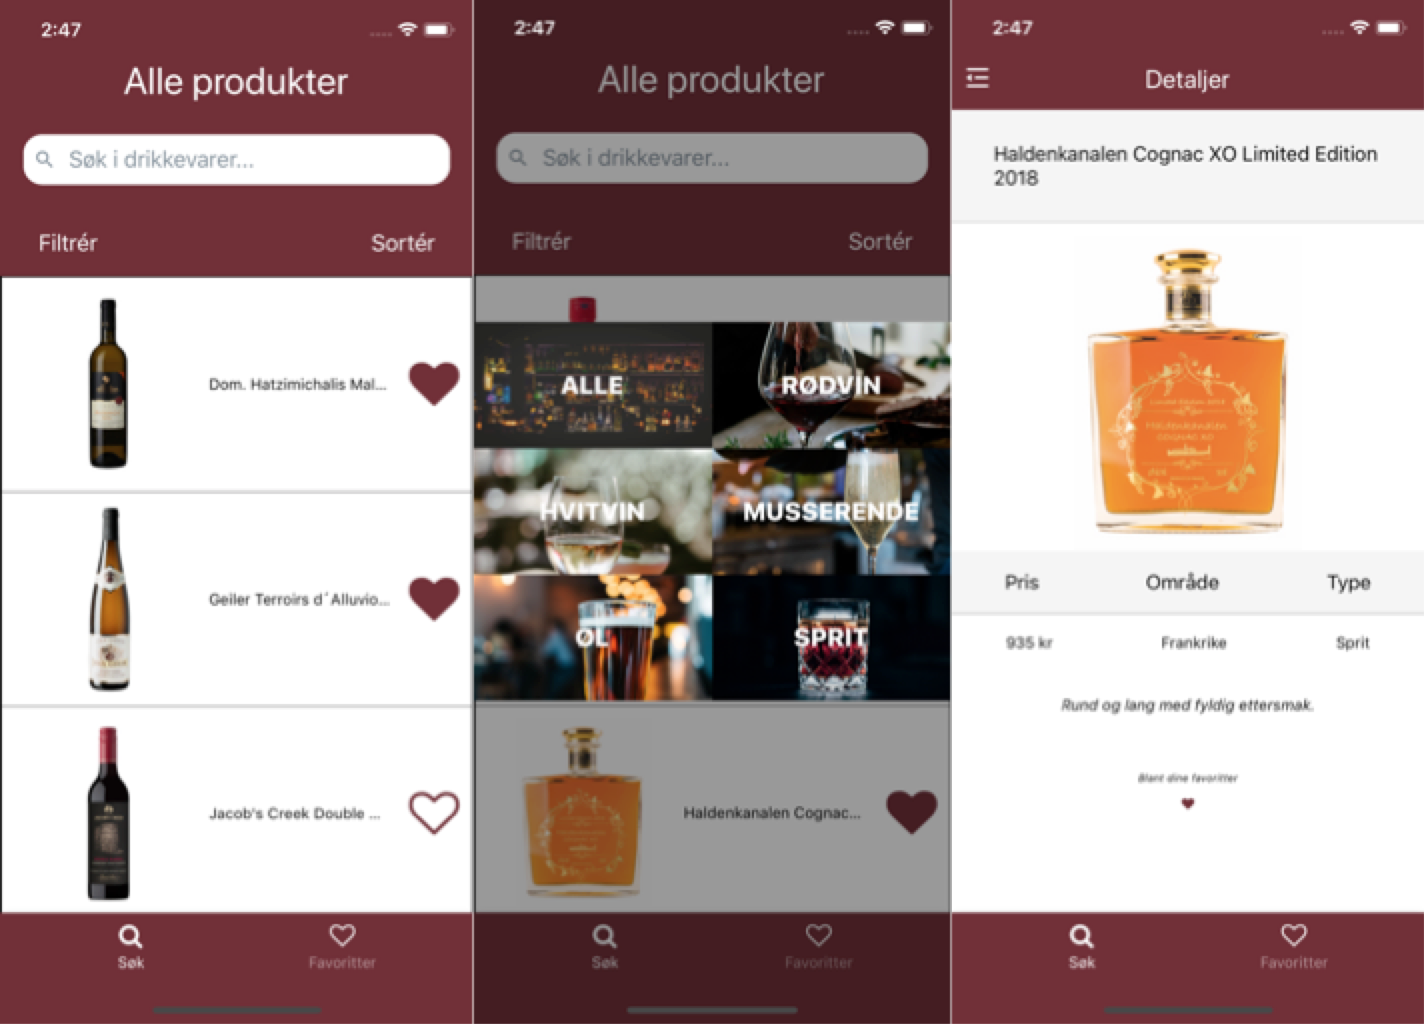 2:47
Alle produkter
Søk i drikkevarer...
Filtrér
Sortér
Dom. Hatzimichalis Mal...
Geiler Terroirs d´Alluvio...
Jacob's Creek Double ...
Søk
Favoritter
2:47
Alle produkter
Søk i drikkevarer...
Filtrér
Sortér
ALLE
RØDVIN
HVITVIN
MUSSERENDE
ØL
SPRIT
Haldenkanalen Cognac...
Søk
Favoritter
2:47
Detaljer
Haldenkanalen Cognac XO Limited Edition
2018
Haldenkanalen
COGNAC XO
Pris
Område
Type
935 kr
Frankrike
Sprit
Rund og lang med fyldig ettersmak.
Blant dine favoritter
Søk
Favoritter